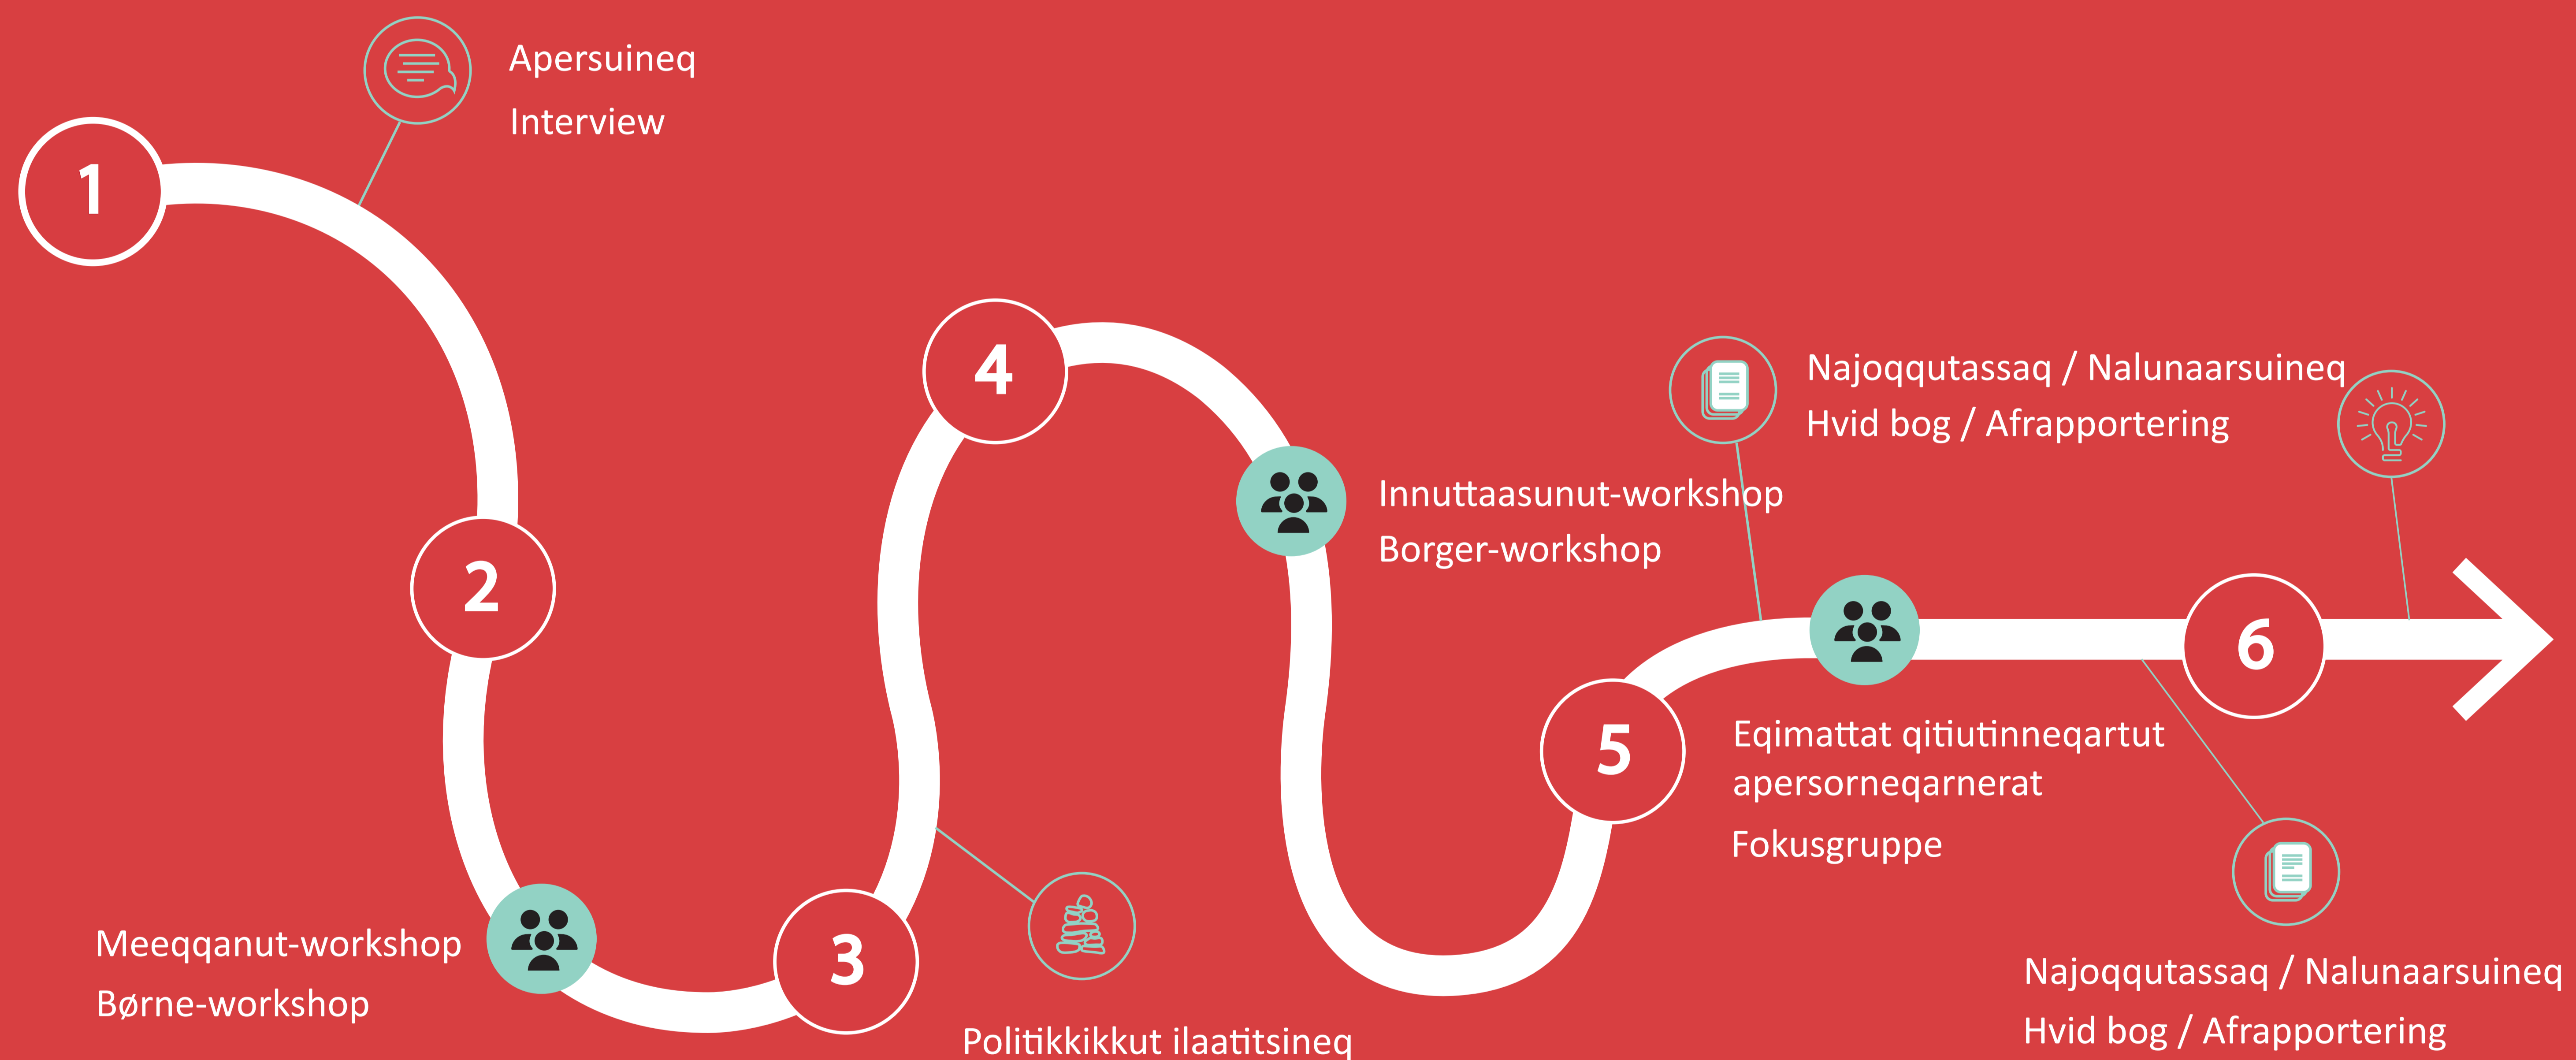 1
Apersuineq
Interview
2
Meeqqanut-workshop
Børne-workshop
3
Politikkikkut ilaatitsineq
4
Innuttaasunut-workshop
Borger-workshop
5
Najoqqutassaq / Nalunaarsuineq
Hvid bog / Afrapportering
Eqimattat qitiutinneqartut
apersorneqarnerat
Fokusgruppe
Najoqqutassaq / Nalunaarsuineq
Hvid bog / Afrapportering
6